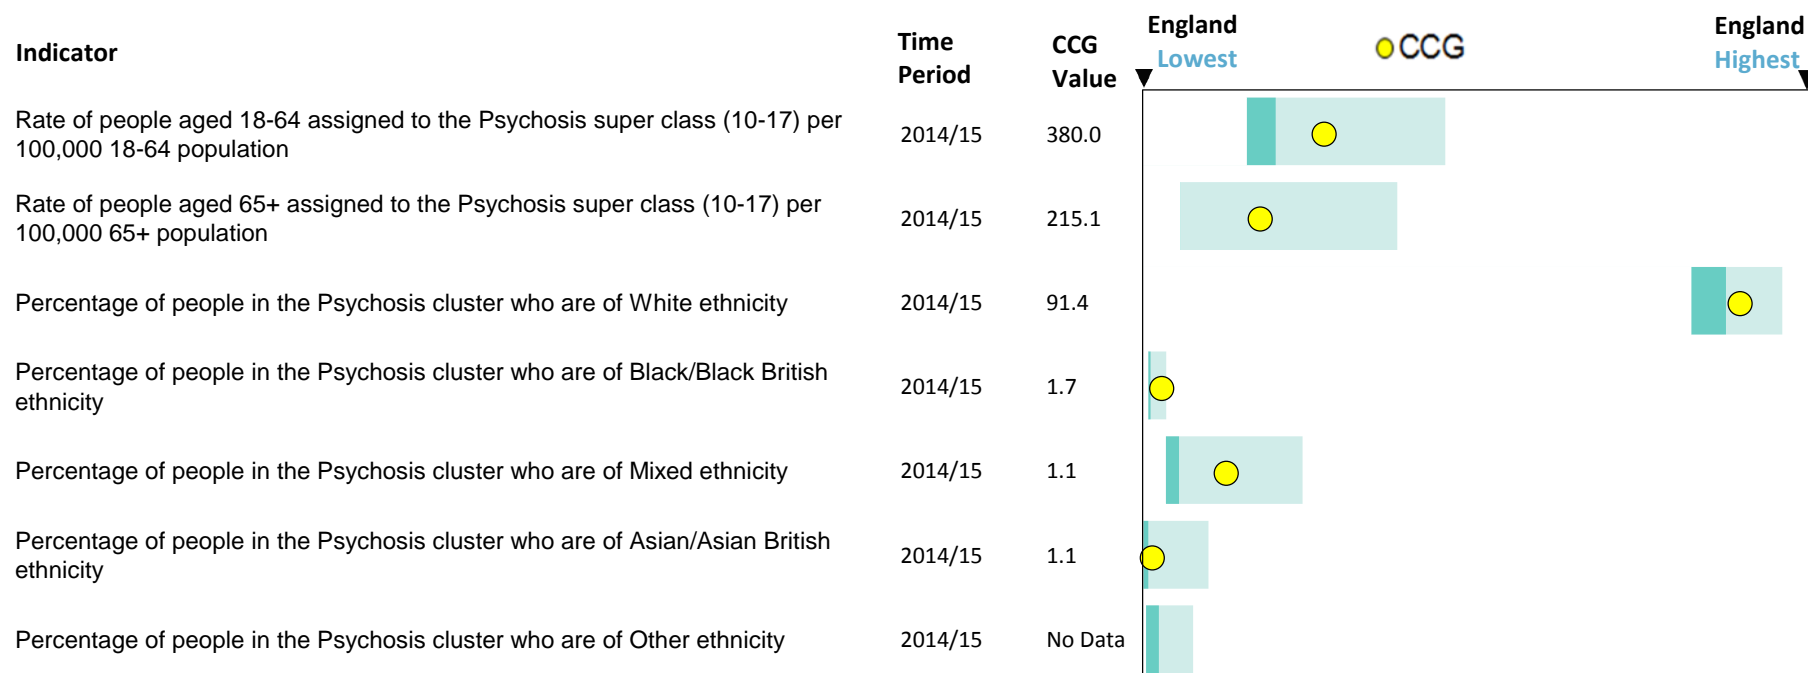 Indicator
Time
Period
CCG
Value
England
Lowest
CCG
England
Highest
Rate of people aged 18-64 assigned to the Psychosis super class (10-17) per
100,000 18-64 population
2014/15
380.0
Rate of people aged 65+ assigned to the Psychosis super class (10-17) per
100,000 65+ population
2014/15
215.1
Percentage of people in the Psychosis cluster who are of White ethnicity
2014/15
91.4
Percentage of people in the Psychosis cluster who are of Black/Black British
ethnicity
2014/15
1.7
Percentage of people in the Psychosis cluster who are of Mixed ethnicity
2014/15
1.1
Percentage of people in the Psychosis cluster who are of Asian/Asian British
ethnicity
2014/15
1.1
Percentage of people in the Psychosis cluster who are of Other ethnicity
2014/15
No Data